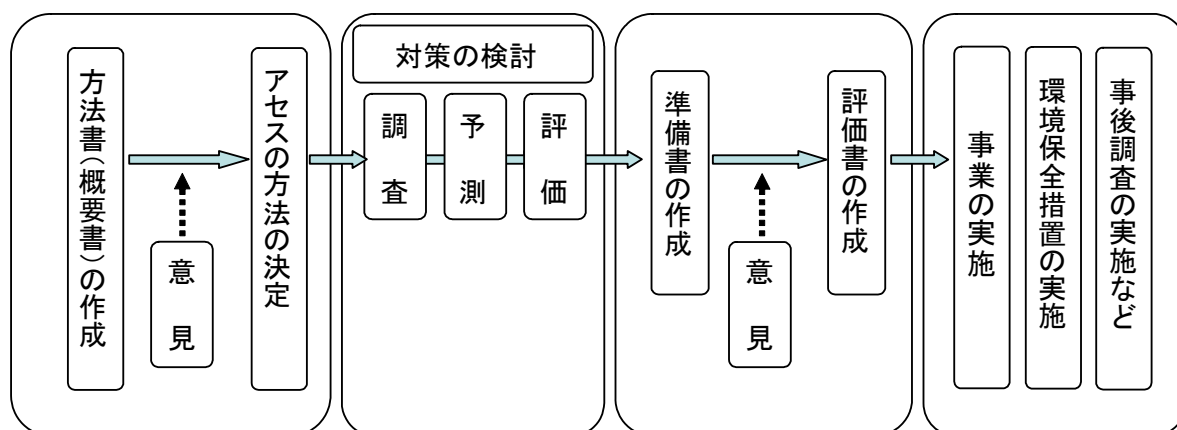 方法書（概要書）の作成
意見
アセスの方法の決定
対策の検討
調査
予測
評価
準備書の作成
意見
評価書の作成
事業の実施
環境保全措置の実施
事後調査の実施など